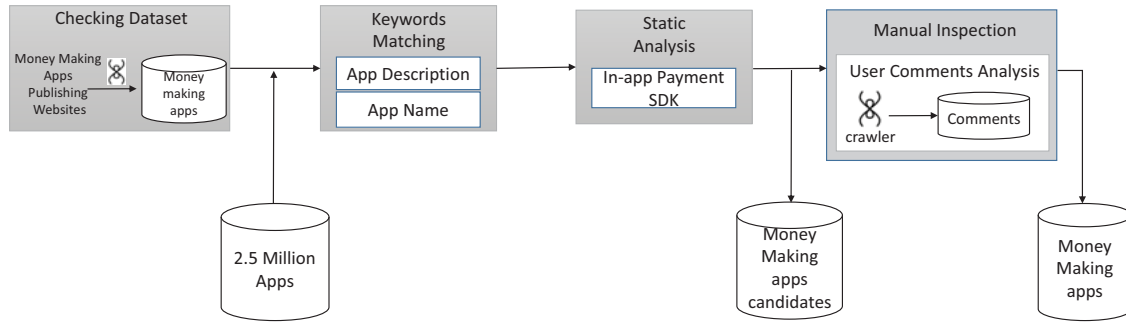 Checking Dataset
Money Making
Apps
Publishing
Websites
Money
making
apps
Keywords
Matching
App Description
App Name
Static
Analysis
In-app Payment
SDK
Manual Inspection
User Comments Analysis
crawler
Comments
2.5 Million
Apps
Money
Making
apps
candidates
Money
Making
apps